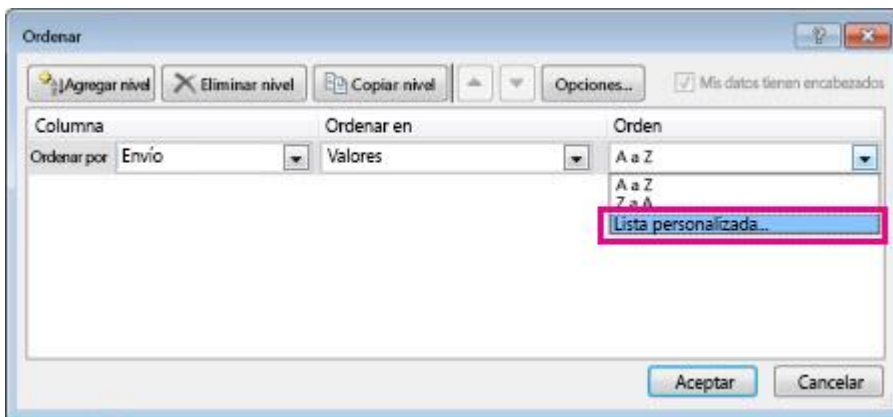 Ordenar
Agregar nivel Eliminar nivel Copiar nivel Opciones... Mis datos tienen encabezados
Columna Ordenar en Orden
Ordenar por Envío Valores A a Z
A a Z
Z a A
Lista personalizada...
Aceptar Cancelar